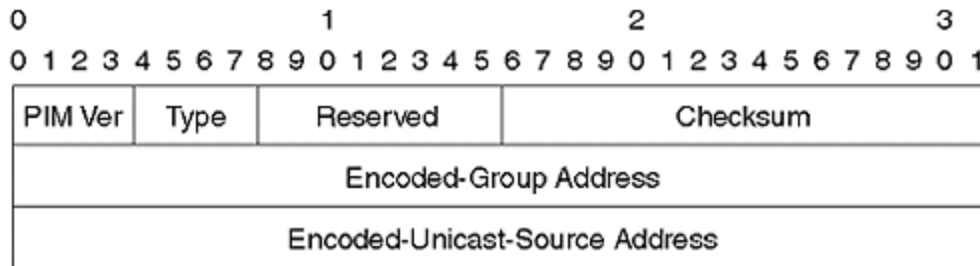 0 1 2 3
0 1 2 3 4 5 6 7 8 9 0 1 2 3 4 5 6 7 8 9 0 1 2 3 4 5 6 7 8 9 0 1
PIM Ver Type Reserved Checksum
Encoded-Group Address
Encoded-Unicast-Source Address